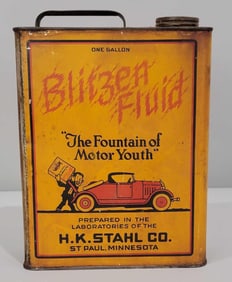 ONE GALLON
Blitzen
Fluid
"The Fountain of
Motor Youth"
PREPARED IN THE
LABORATORIES OF THE
H.K. STAHL CO.
ST PAUL, MINNESOTA